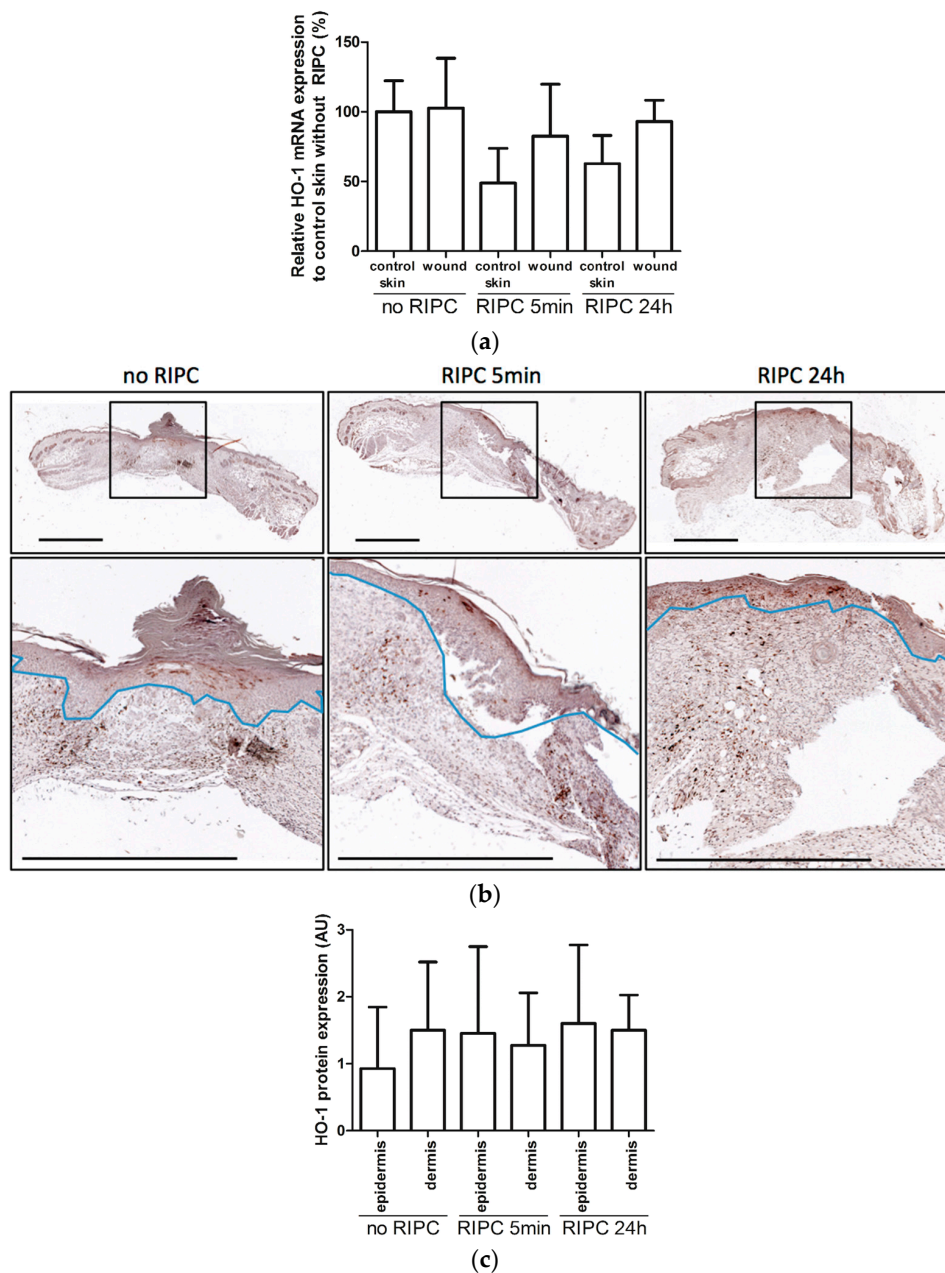 Relative HO-1 mRNA expression
to control skin without RIPC (%)
150
100
50
0
control skin
wound
control skin
wound
control skin
wound
no RIPC
RIPC 5min
RIPC 24h
(a)
no RIPC
RIPC 5min
RIPC 24h
(b)
HO-1 protein expression (AU)
3
2
1
0
epidermis
dermis
epidermis
dermis
epidermis
dermis
no RIPC
RIPC 5min
RIPC 24h
(c)